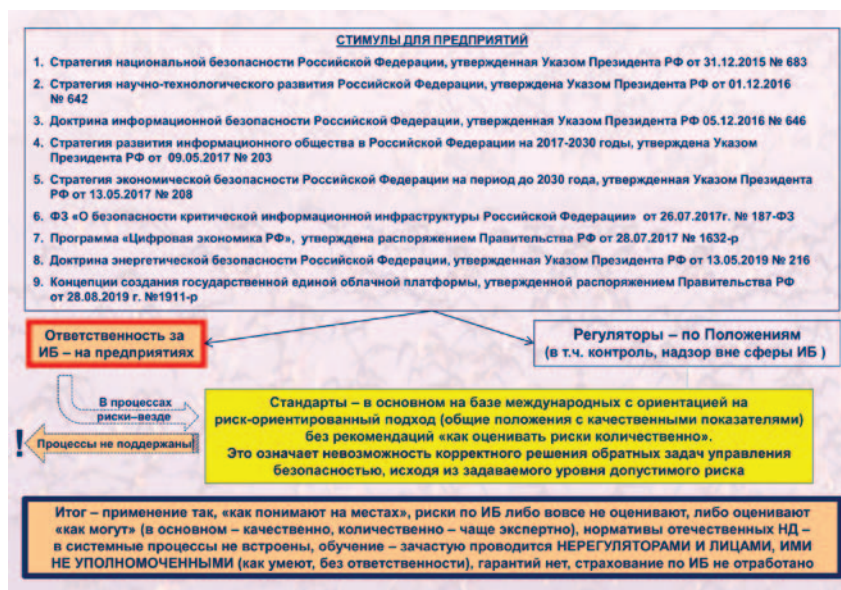 СТИМУЛЫ ДЛЯ ПРЕДПРИЯТИЙ
1. Стратегия национальной безопасности Российской Федерации, утвержденная Указом Президента РФ от 31.12.2015 № 683
2. Стратегия научно-технологического развития Российской Федерации, утверждена Указом Президента РФ от 01.12.2016
№ 642
3. Доктрина информационной безопасности Российской Федерации, утвержденная Указом Президента РФ 05.12.2016 № 646
4. Стратегия развития информационного общества в Российской Федерации на 2017-2030 годы, утверждена Указом
Президента РФ от 09.05.2017 № 203
5. Стратегия экономической безопасности Российской Федерации на период до 2030 года, утвержденная Указом Президента
РФ от 13.05.2017 № 208
6. ФЗ «О безопасности критической информационной инфраструктуры Российской Федерации» от 26.07.2017г. № 187-ФЗ
7. Программа «Цифровая экономика РФ», утверждена распоряжением Правительства РФ от 28.07.2017 № 1632-р
8. Доктрина энергетической безопасности Российской Федерации, утвержденная Указом Президента РФ от 13.05.2019 № 216
9. Концепции создания государственной единой облачной платформы, утвержденной распоряжением Правительства РФ
от 28.08.2019 г. №1911-р
Ответственность за
ИБ – на предприятиях
Регуляторы – по Положениям
(в т.ч. контроль, надзор вне сферы ИБ )
В процессах
риски–везде
! Процессы не поддержаны!
Стандарты – в основном на базе международных с ориентацией на
риск-ориентированный подход (общие положения с качественными показателями)
без рекомендаций «как оценивать риски количественно».
Это означает невозможность корректного решения обратных задач управления
безопасностью, исходя из задаваемого уровня допустимого риска
Итог – применение так, «как понимают на местах», риски по ИБ либо вовсе не оценивают, либо оценивают
«как могут» (в основном – качественно, количественно – чаще экспертно), нормативы отечественных НД –
в системные процессы не встроены, обучение – зачастую проводится НЕРЕГУЛЯТОРАМИ И ЛИЦАМИ, ИМИ
НЕ УПОЛНОМОЧЕННЫМИ (как умеют, без ответственности), гарантий нет, страхование по ИБ не отработано